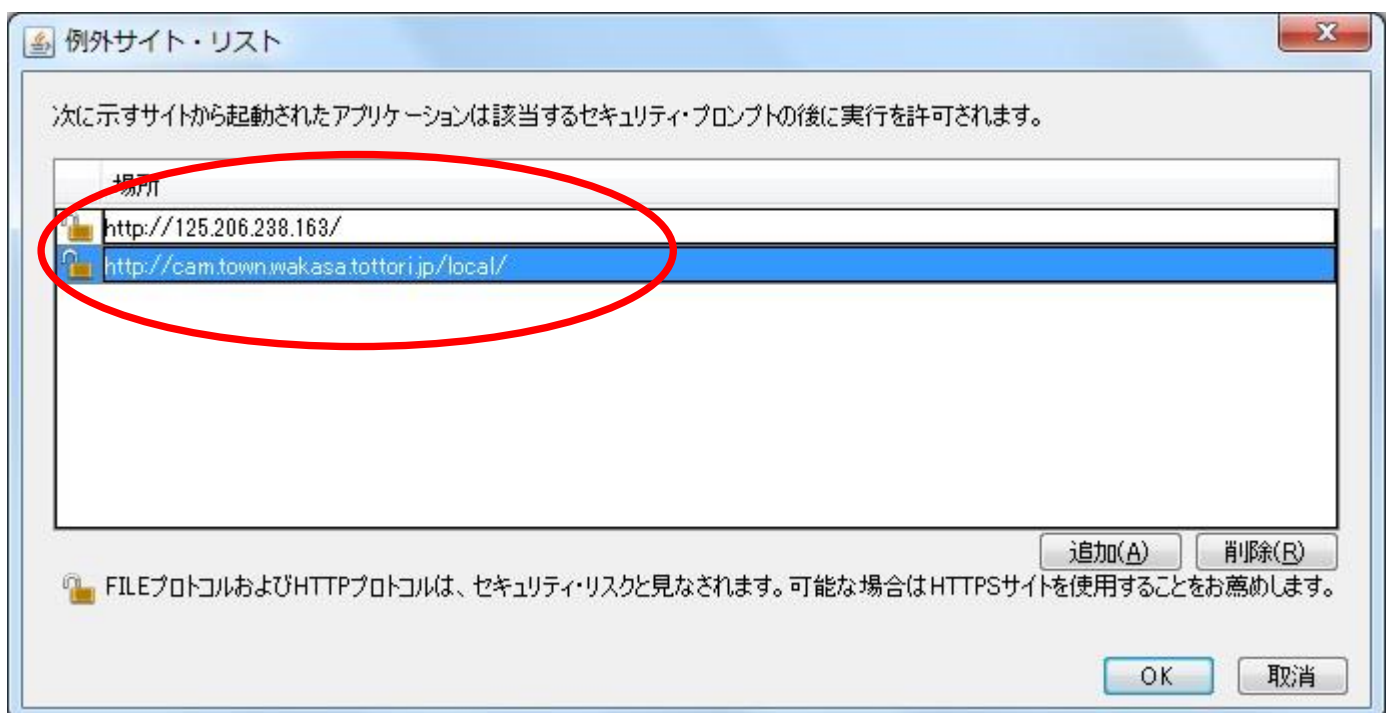 例外サイト・リスト
次に示すサイトから起動されたアプリケーションは該当するセキュリティ・プロンプトの後に実行を許可されます。
場所
http://125.206.238.163/
http://cam.town.wakasa.tottori.jp/local/
追加(A) 削除(R)
FILEプロトコルおよびHTTPプロトコルは、セキュリティ・リスクと見なされます。可能な場合はHTTPSサイトを使用することをお薦めします。
OK 取消